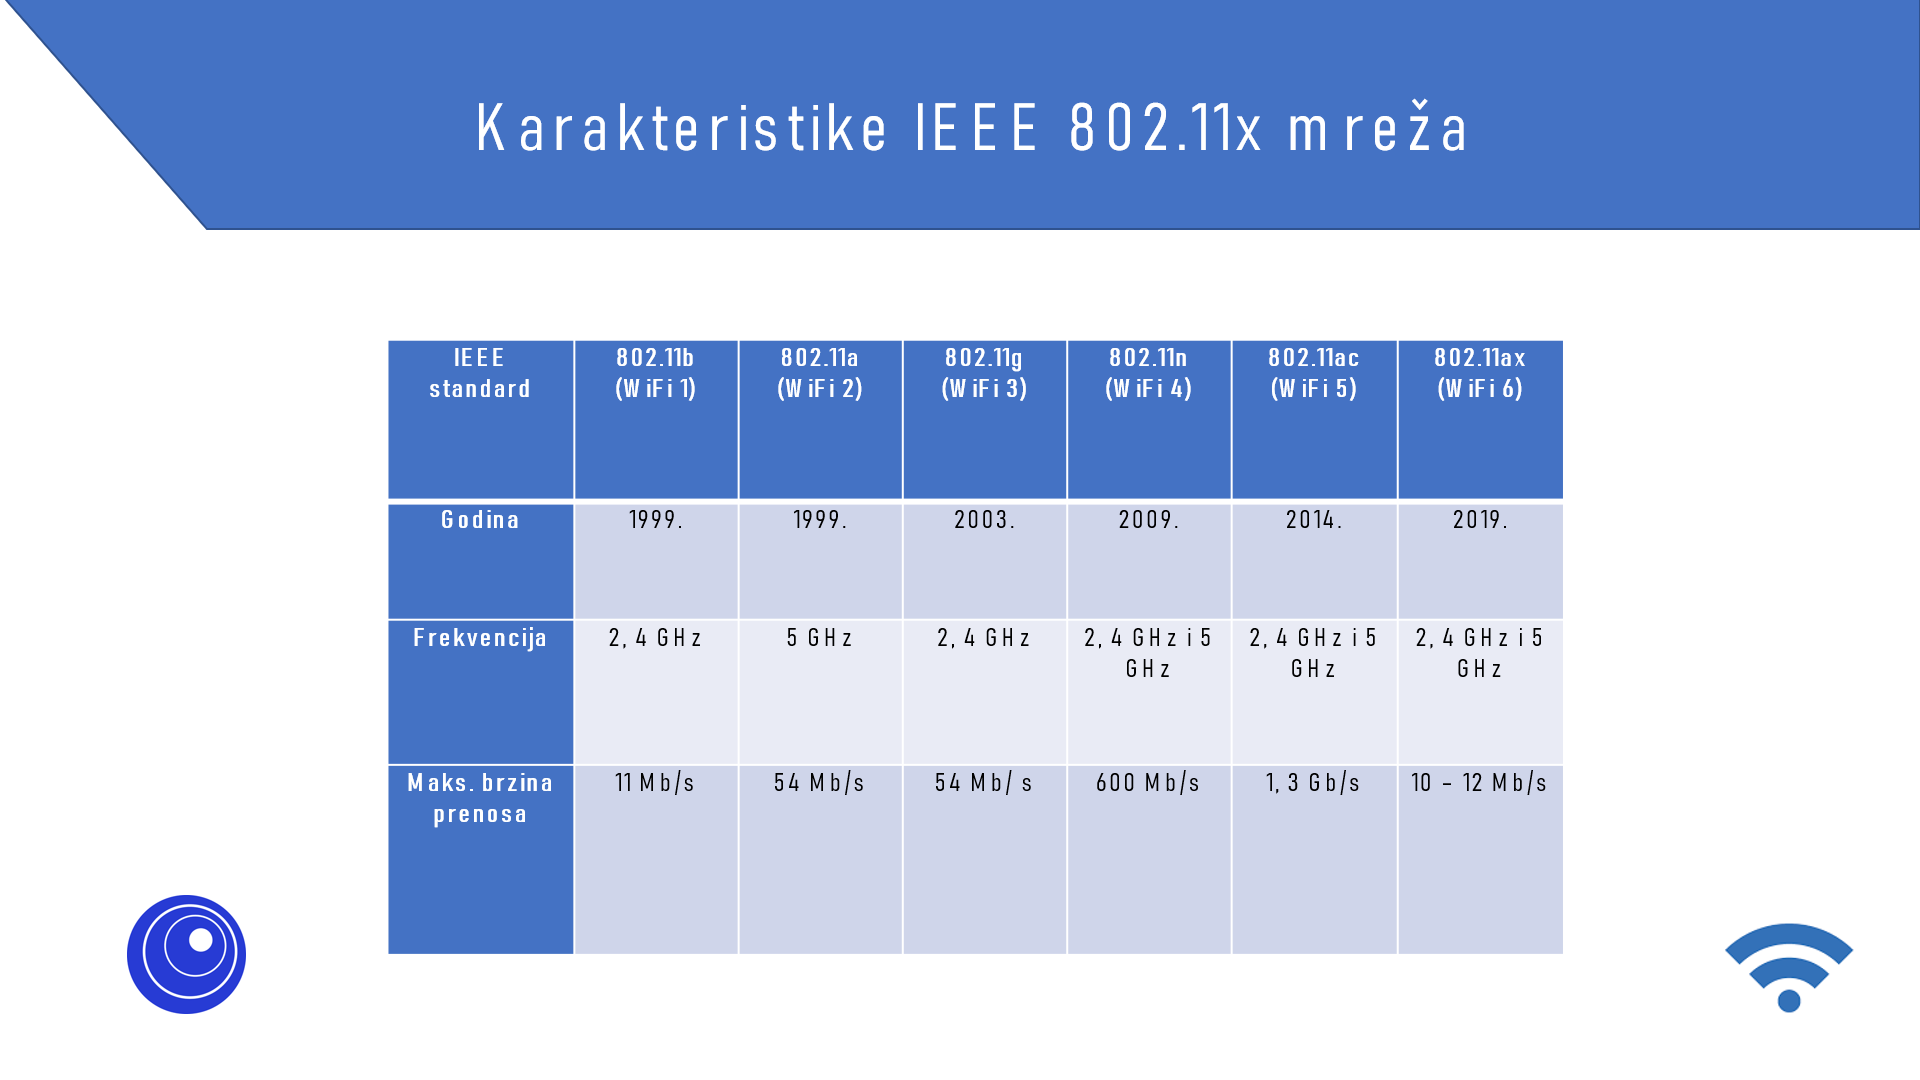 Karakteristike IEEE 802.11x mreža
IEEE standard
802.11b (WiFi 1)
802.11a (WiFi 2)
802.11g (WiFi 3)
802.11n (WiFi 4)
802.11ac (WiFi 5)
802.11ax (WiFi 6)
Godina
1999.
1999.
2003.
2009.
2014.
2019.
Frekvencija
2, 4 GHz
5 GHz
2, 4 GHz
2, 4 GHz i 5 GHz
2, 4 GHz i 5 GHz
2, 4 GHz i 5 GHz
Maks. brzina prenosa
11 Mb/s
54 Mb/s
54 Mb/ s
600 Mb/s
1, 3 Gb/s
10 – 12 Mb/s